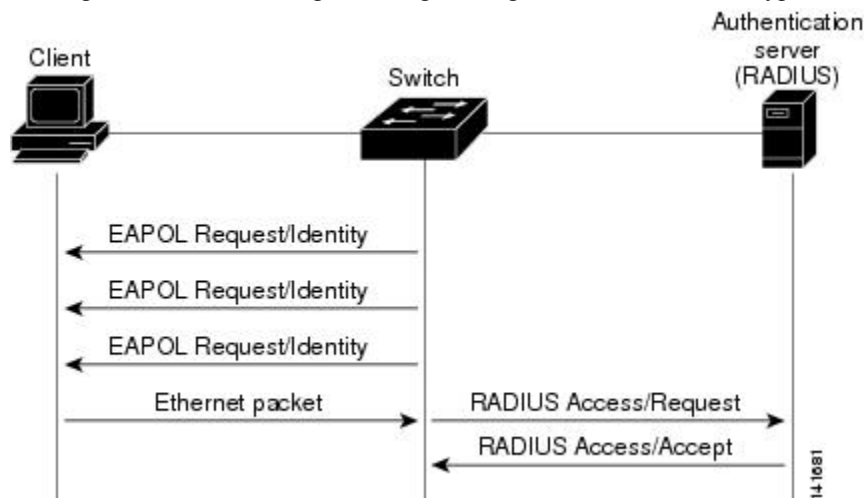 Authentication
server
(RADIUS)
Client
Switch
EAPOL Request/Identity
EAPOL Request/Identity
EAPOL Request/Identity
Ethernet packet
RADIUS Access/Request
RADIUS Access/Accept
141681